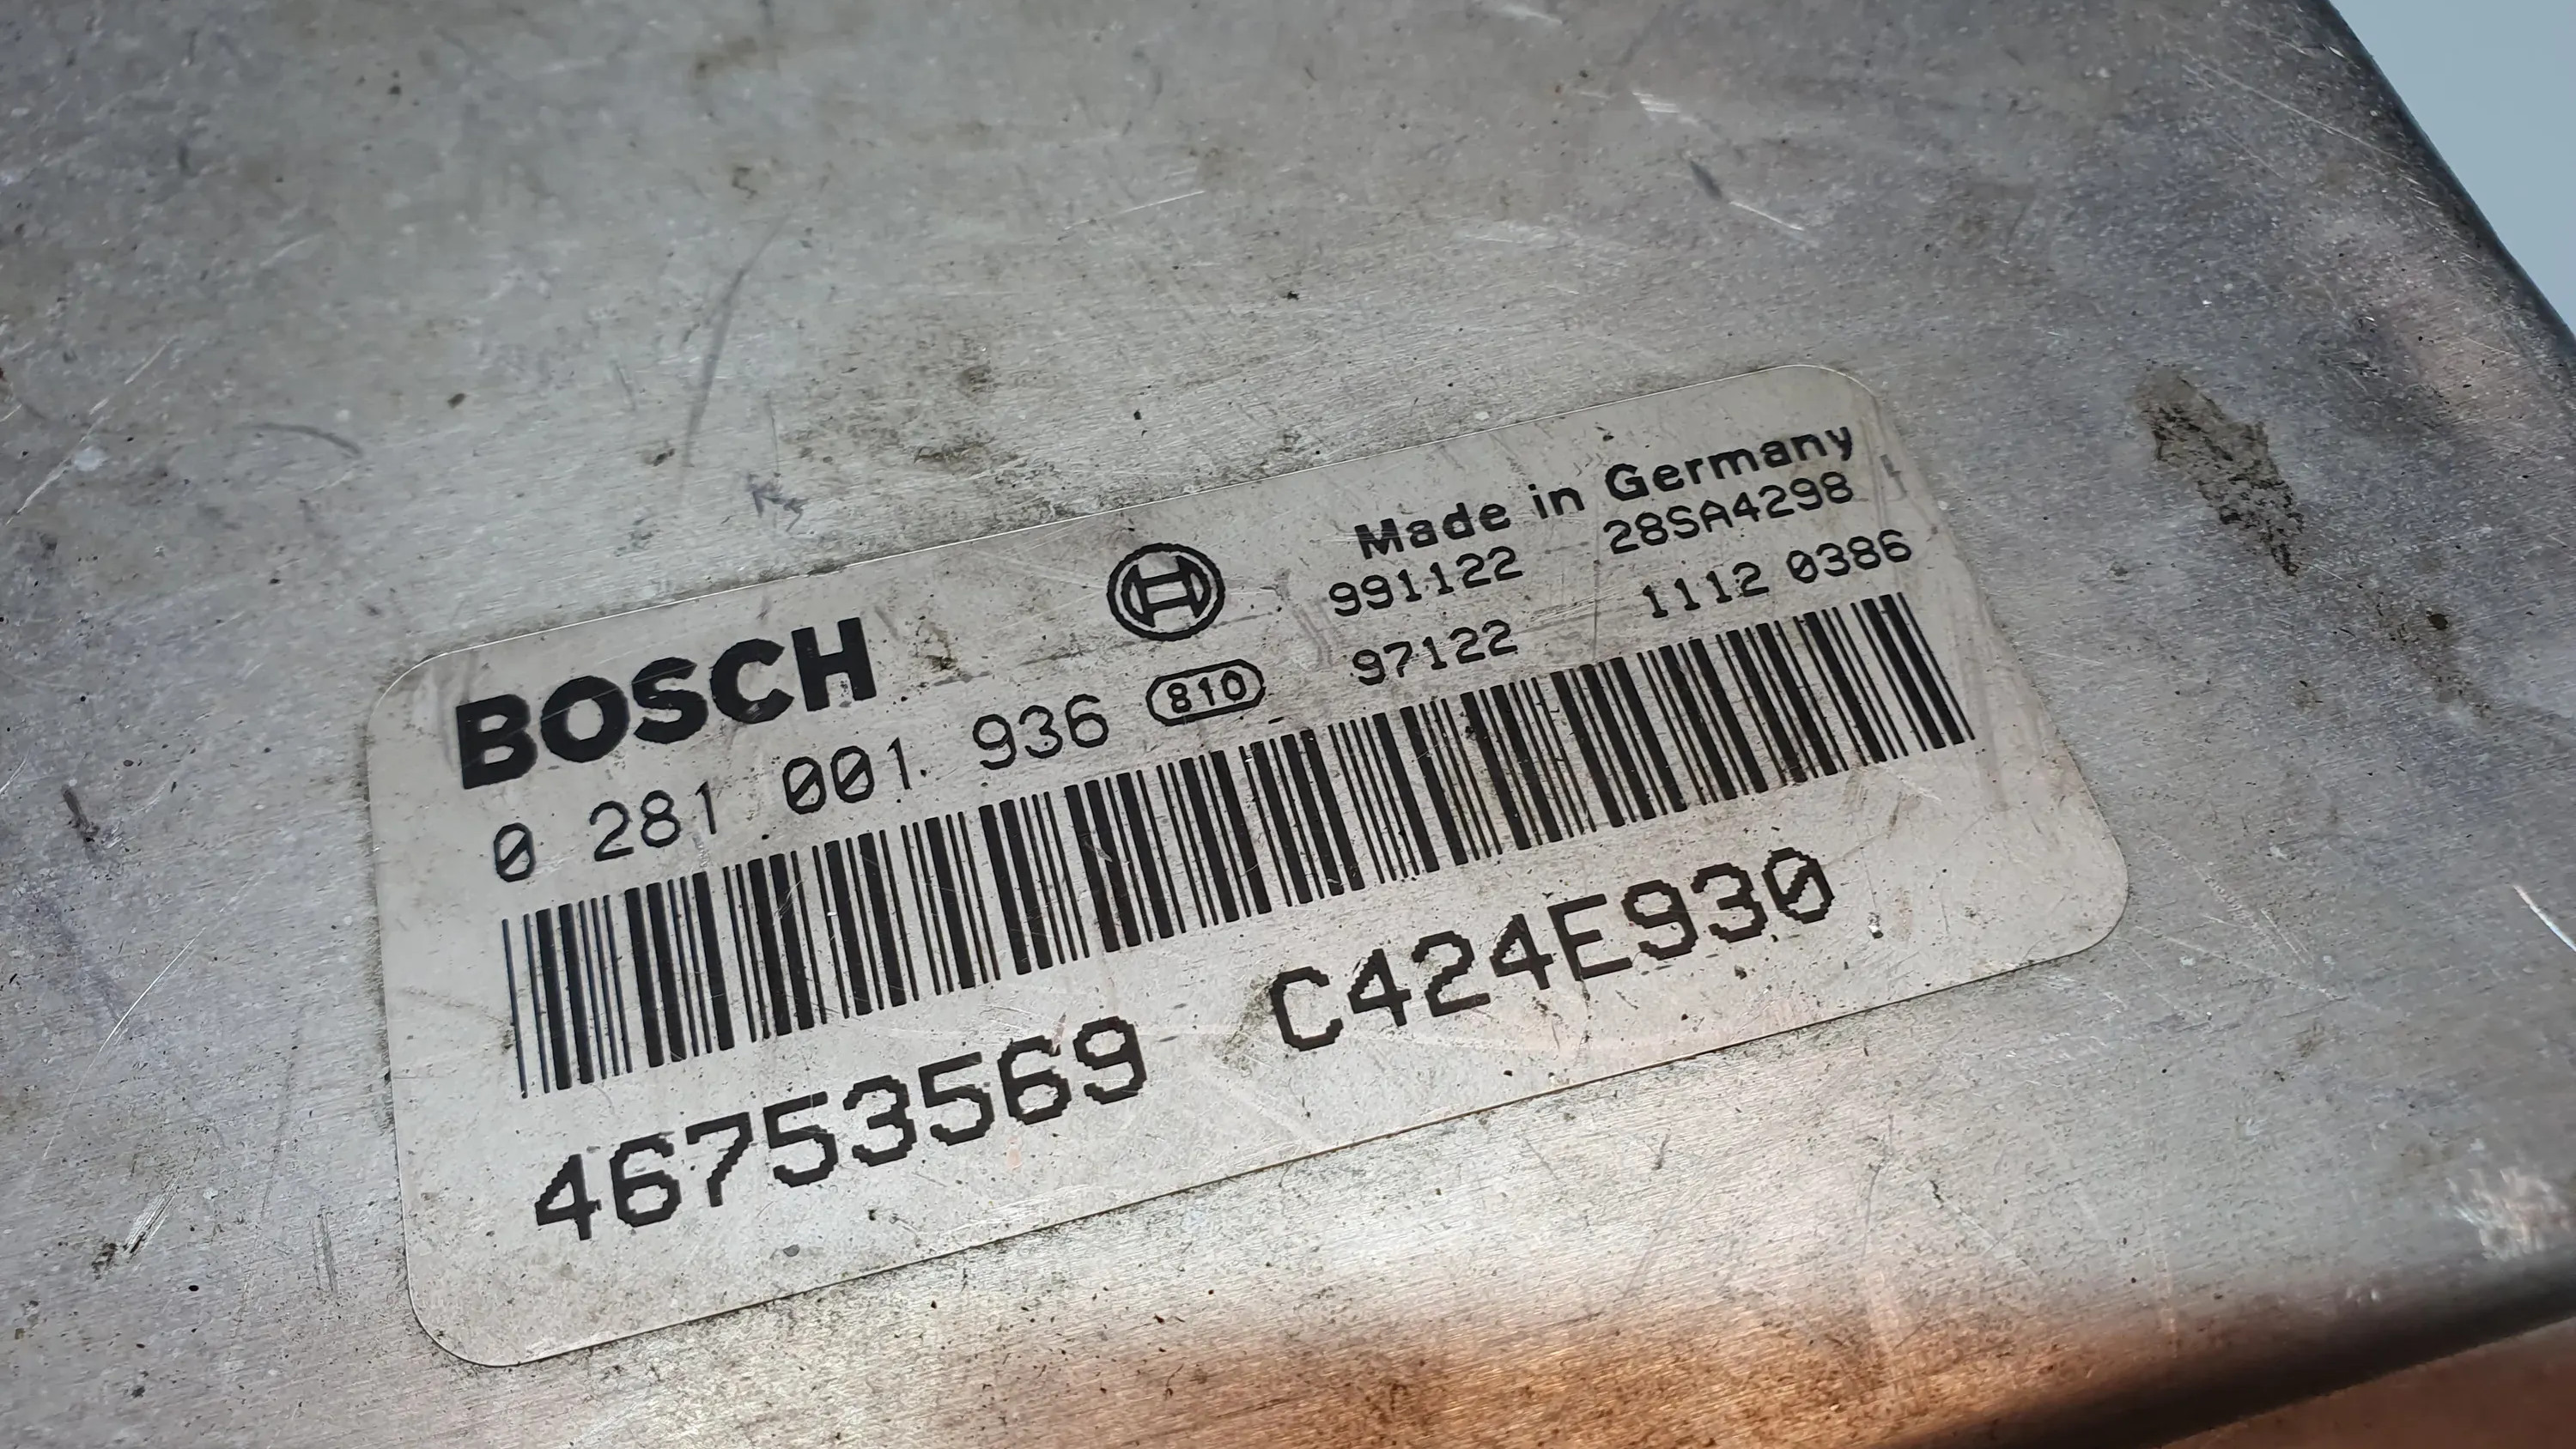 BOSCH
Made in Germany
991122 28SA4298
0 281 001 936 810 97122 1112 0386
46753569 C424E930